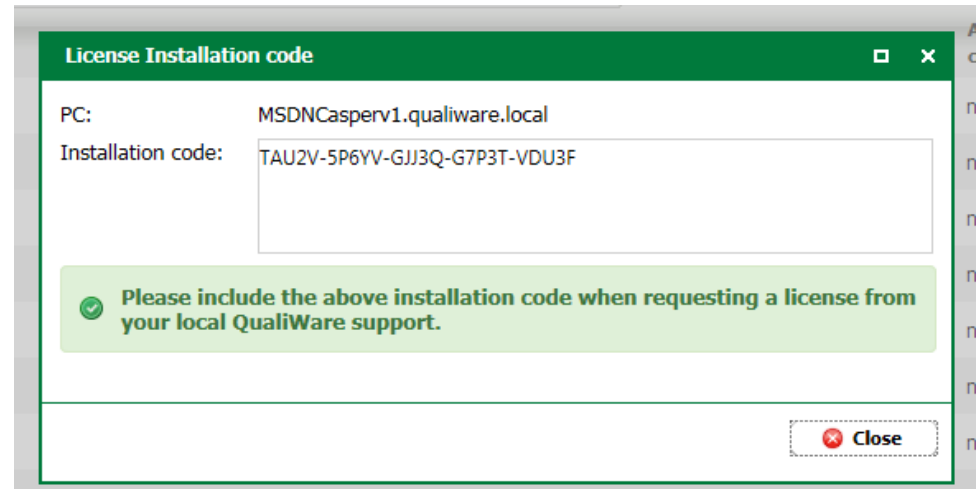 License Installation code
PC: MSDNCasperv1.qualiware.local
Installation code: TAU2V-5P6YV-GJJ3Q-G7P3T-VDU3F
Please include the above installation code when requesting a license from
your local QualiWare support.
Close